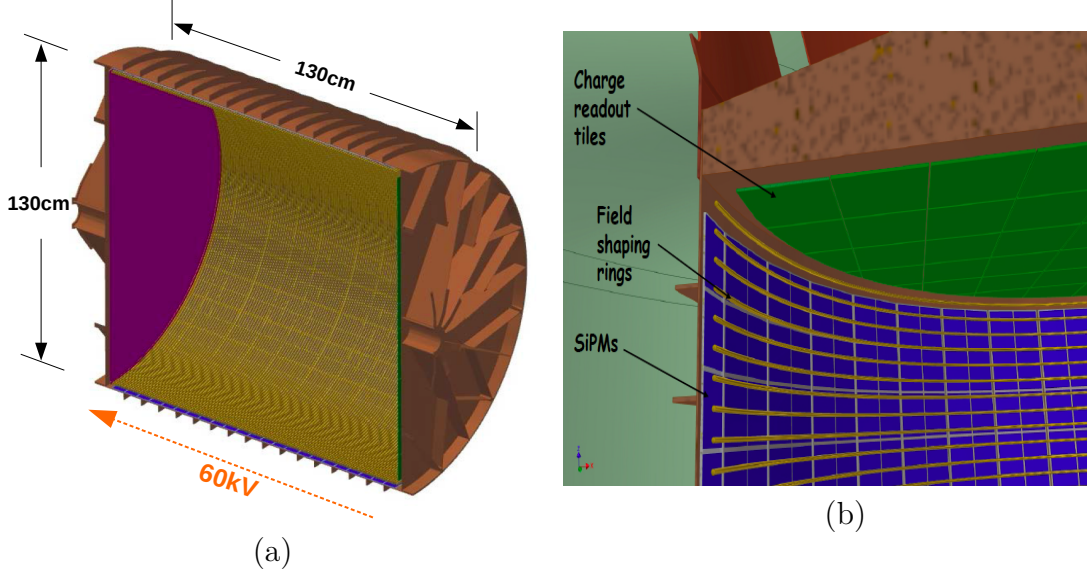 130cm
130cm
60kV
(a)
Charge
readout
tiles
Field
shaping
rings
SiPMs
(b)